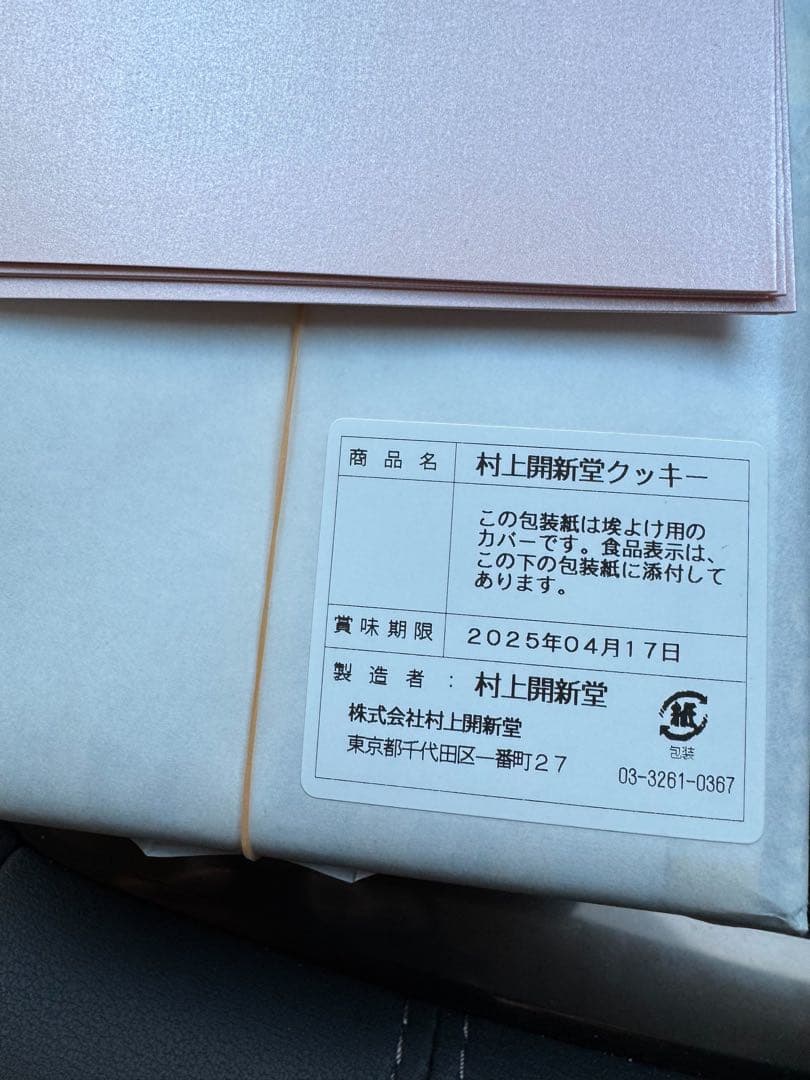 商品名 村上開新堂クッキー
この包装紙は埃よけ用の
カバーです。食品表示は、
この下の包装紙に添付して
あります。
賞味期限 2025年04月17日
製造者： 村上開新堂
株式会社村上開新堂
東京都千代田区一番町27
紙
包装
03-3261-0367